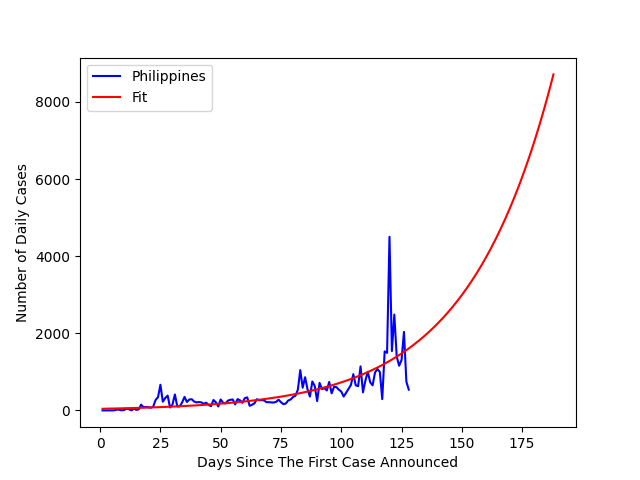 Philippines
Fit
Number of Daily Cases
8000
6000
4000
2000
0
0 25 50 75 100 125 150 175
Days Since The First Case Announced